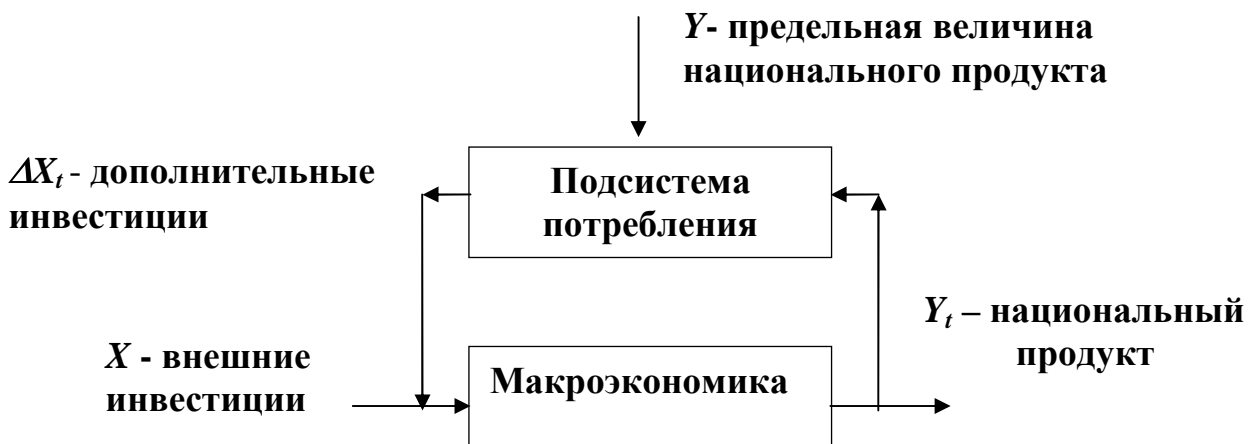 Y- предельная величина
национального продукта
ΔXₜ - дополнительные
инвестиции
Подсистема
потребления
Yₜ – национальный
продукт
X - внешние
инвестиции
Макроэкономика